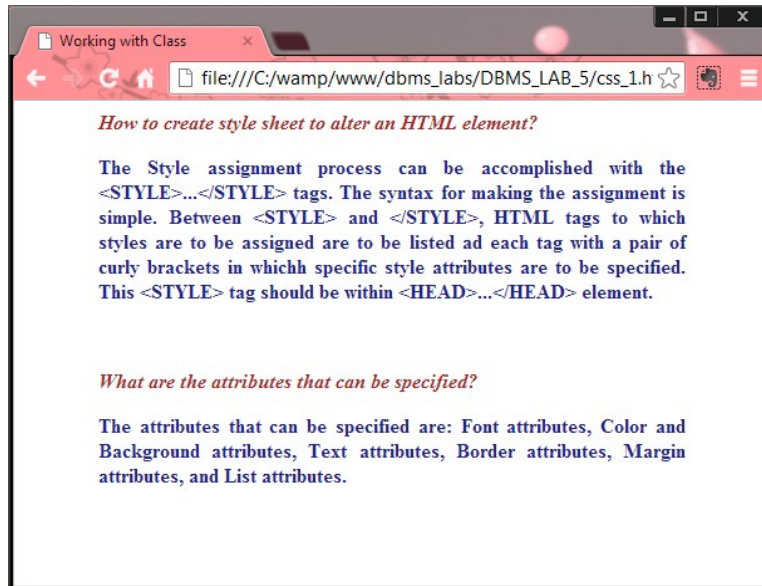 Working with Class
file:///C:/wamp/www/dbms_labs/DBMS_LAB_5/css_1.h
How to create style sheet to alter an HTML element?
The Style assignment process can be accomplished with the
<STYLE>...</STYLE> tags. The syntax for making the assignment is
simple. Between <STYLE> and </STYLE>, HTML tags to which
styles are to be assigned are to be listed ad each tag with a pair of
curly brackets in whichh specific style attributes are to be specified.
This <STYLE> tag should be within <HEAD>...</HEAD> element.
What are the attributes that can be specified?
The attributes that can be specified are: Font attributes, Color and
Background attributes, Text attributes, Border attributes, Margin
attributes, and List attributes.